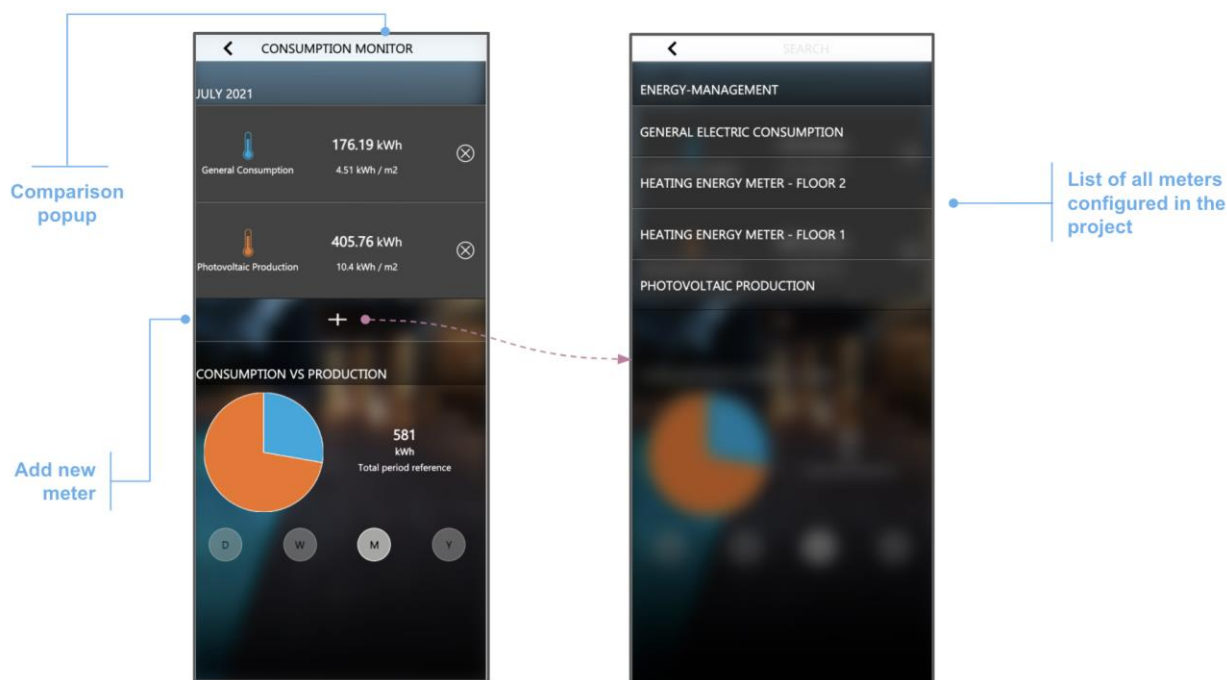 CONSUMPTION MONITOR
JULY 2021
176.19 kWh
4.51 kWh / m2
General Consumption
405.76 kWh
10.4 kWh / m2
Photovoltaic Production
+
CONSUMPTION VS PRODUCTION
581
kWh
Total period reference
D W M Y
Comparison
popup
Add new
meter
SEARCH
ENERGY-MANAGEMENT
GENERAL ELECTRIC CONSUMPTION
HEATING ENERGY METER - FLOOR 2
HEATING ENERGY METER - FLOOR 1
PHOTOVOLTAIC PRODUCTION
List of all meters
configured in the
project